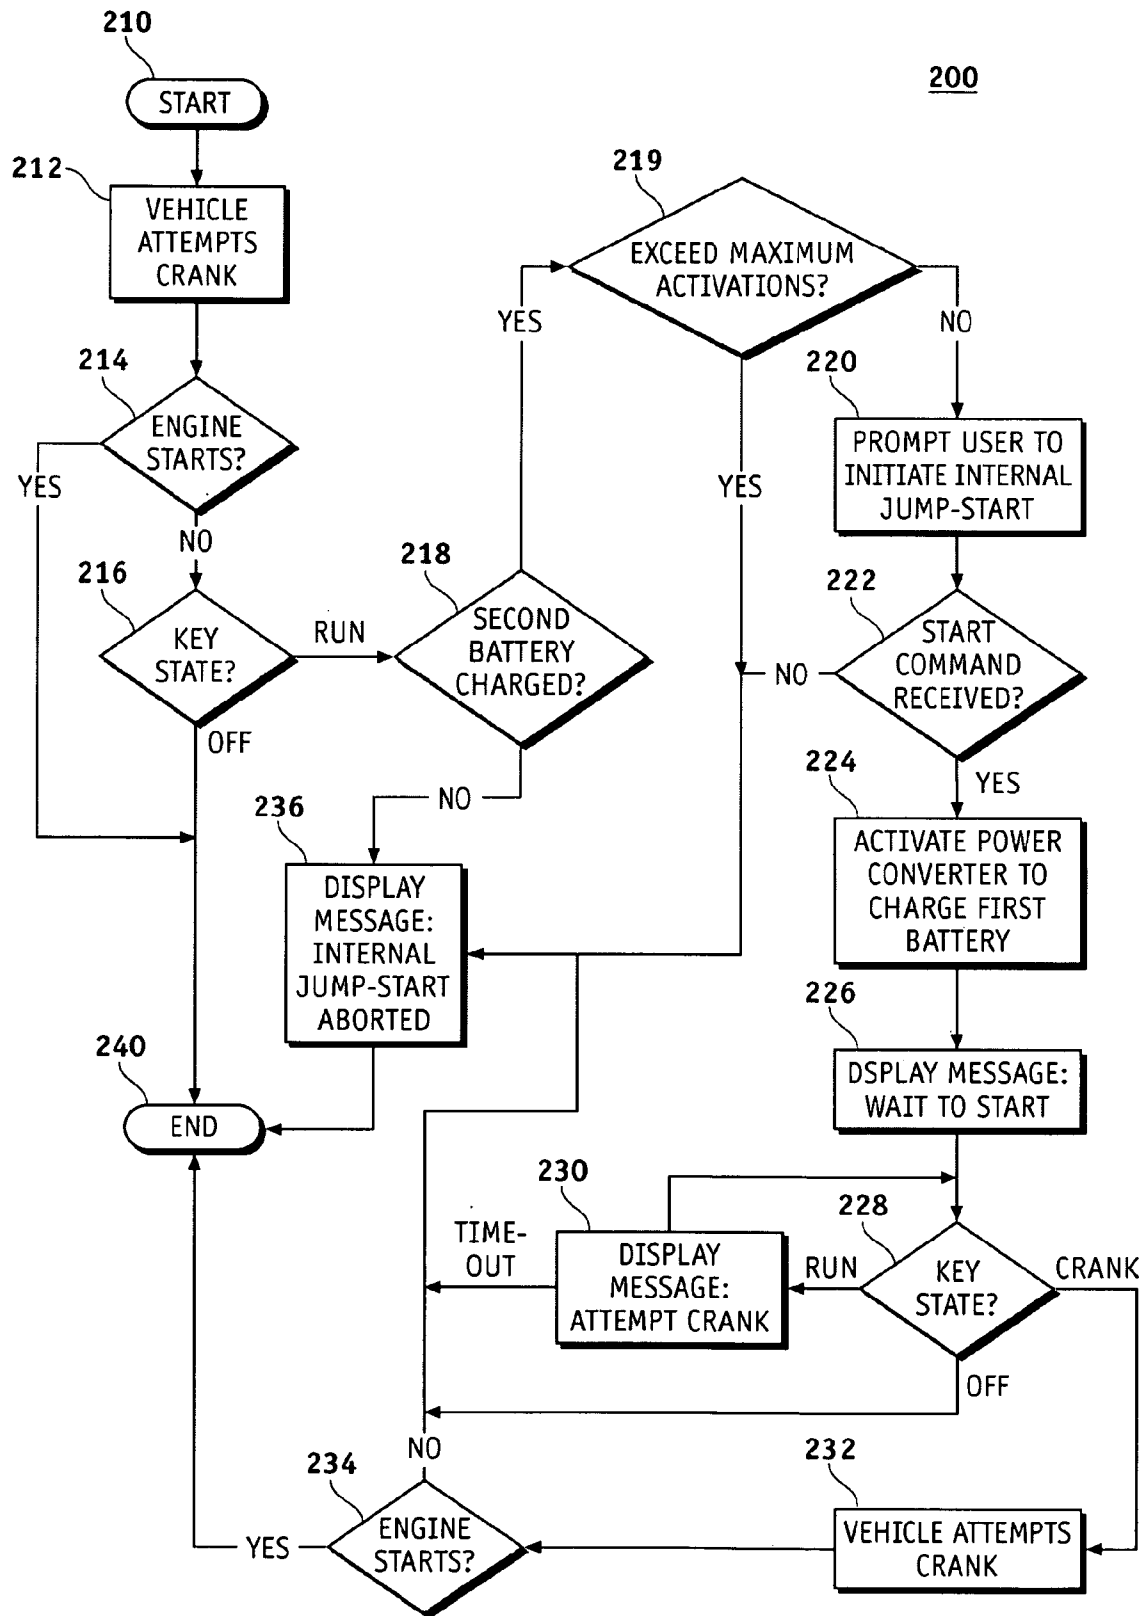 210
START
200
212
VEHICLE
ATTEMPTS
CRANK
219
EXCEED MAXIMUM
ACTIVATIONS?
YES
NO
214
ENGINE
STARTS?
YES
NO
220
PROMPT USER TO
INITIATE INTERNAL
JUMP-START
YES
216
KEY
STATE?
RUN
OFF
218
SECOND
BATTERY
CHARGED?
NO
222
START
COMMAND
RECEIVED?
NO
YES
224
ACTIVATE POWER
CONVERTER TO
CHARGE FIRST
BATTERY
236
DISPLAY
MESSAGE:
INTERNAL
JUMP-START
ABORTED
226
DSPLAY MESSAGE:
WAIT TO START
240
END
230
DISPLAY
MESSAGE:
ATTEMPT CRANK
TIME-
OUT
228
KEY
STATE?
RUN
CRANK
OFF
NO
232
VEHICLE ATTEMPTS
CRANK
234
ENGINE
STARTS?
YES